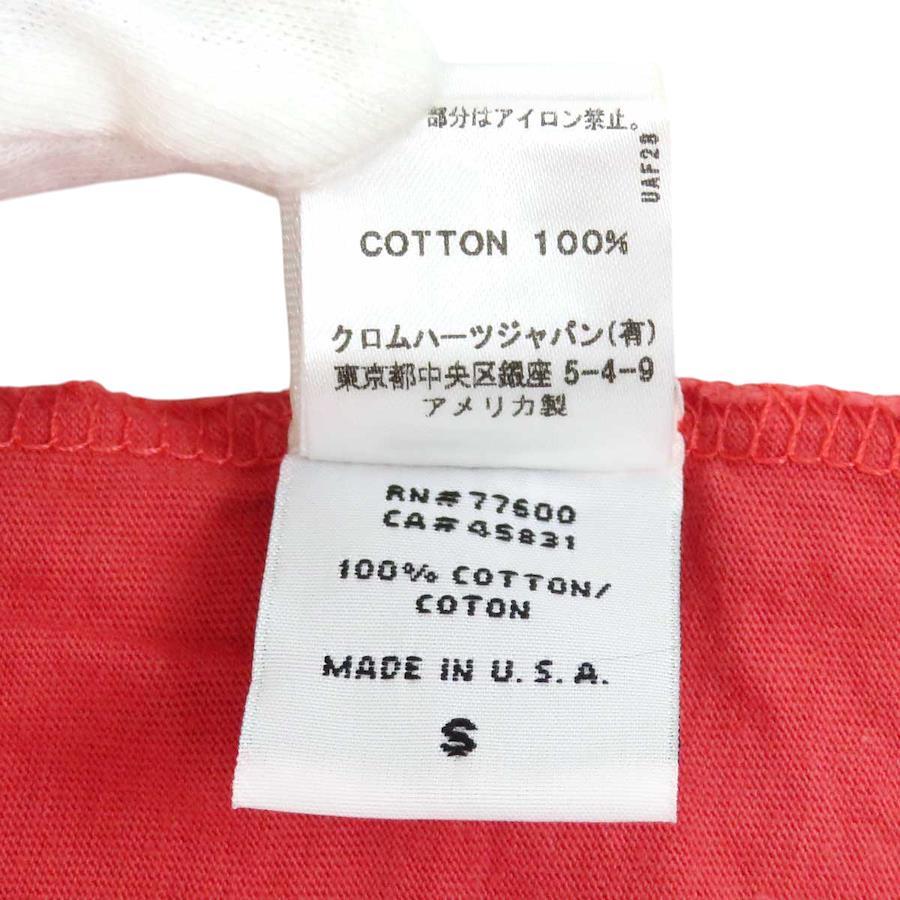 部分はアイロン禁止。
UAF28
COTTON 100%
クロムハーツジャパン(有)
東京都中央区銀座 5-4-9
アメリカ製
RN#77600
CA#45831
100% COTTON/
COTON
MADE IN U.S.A.
S